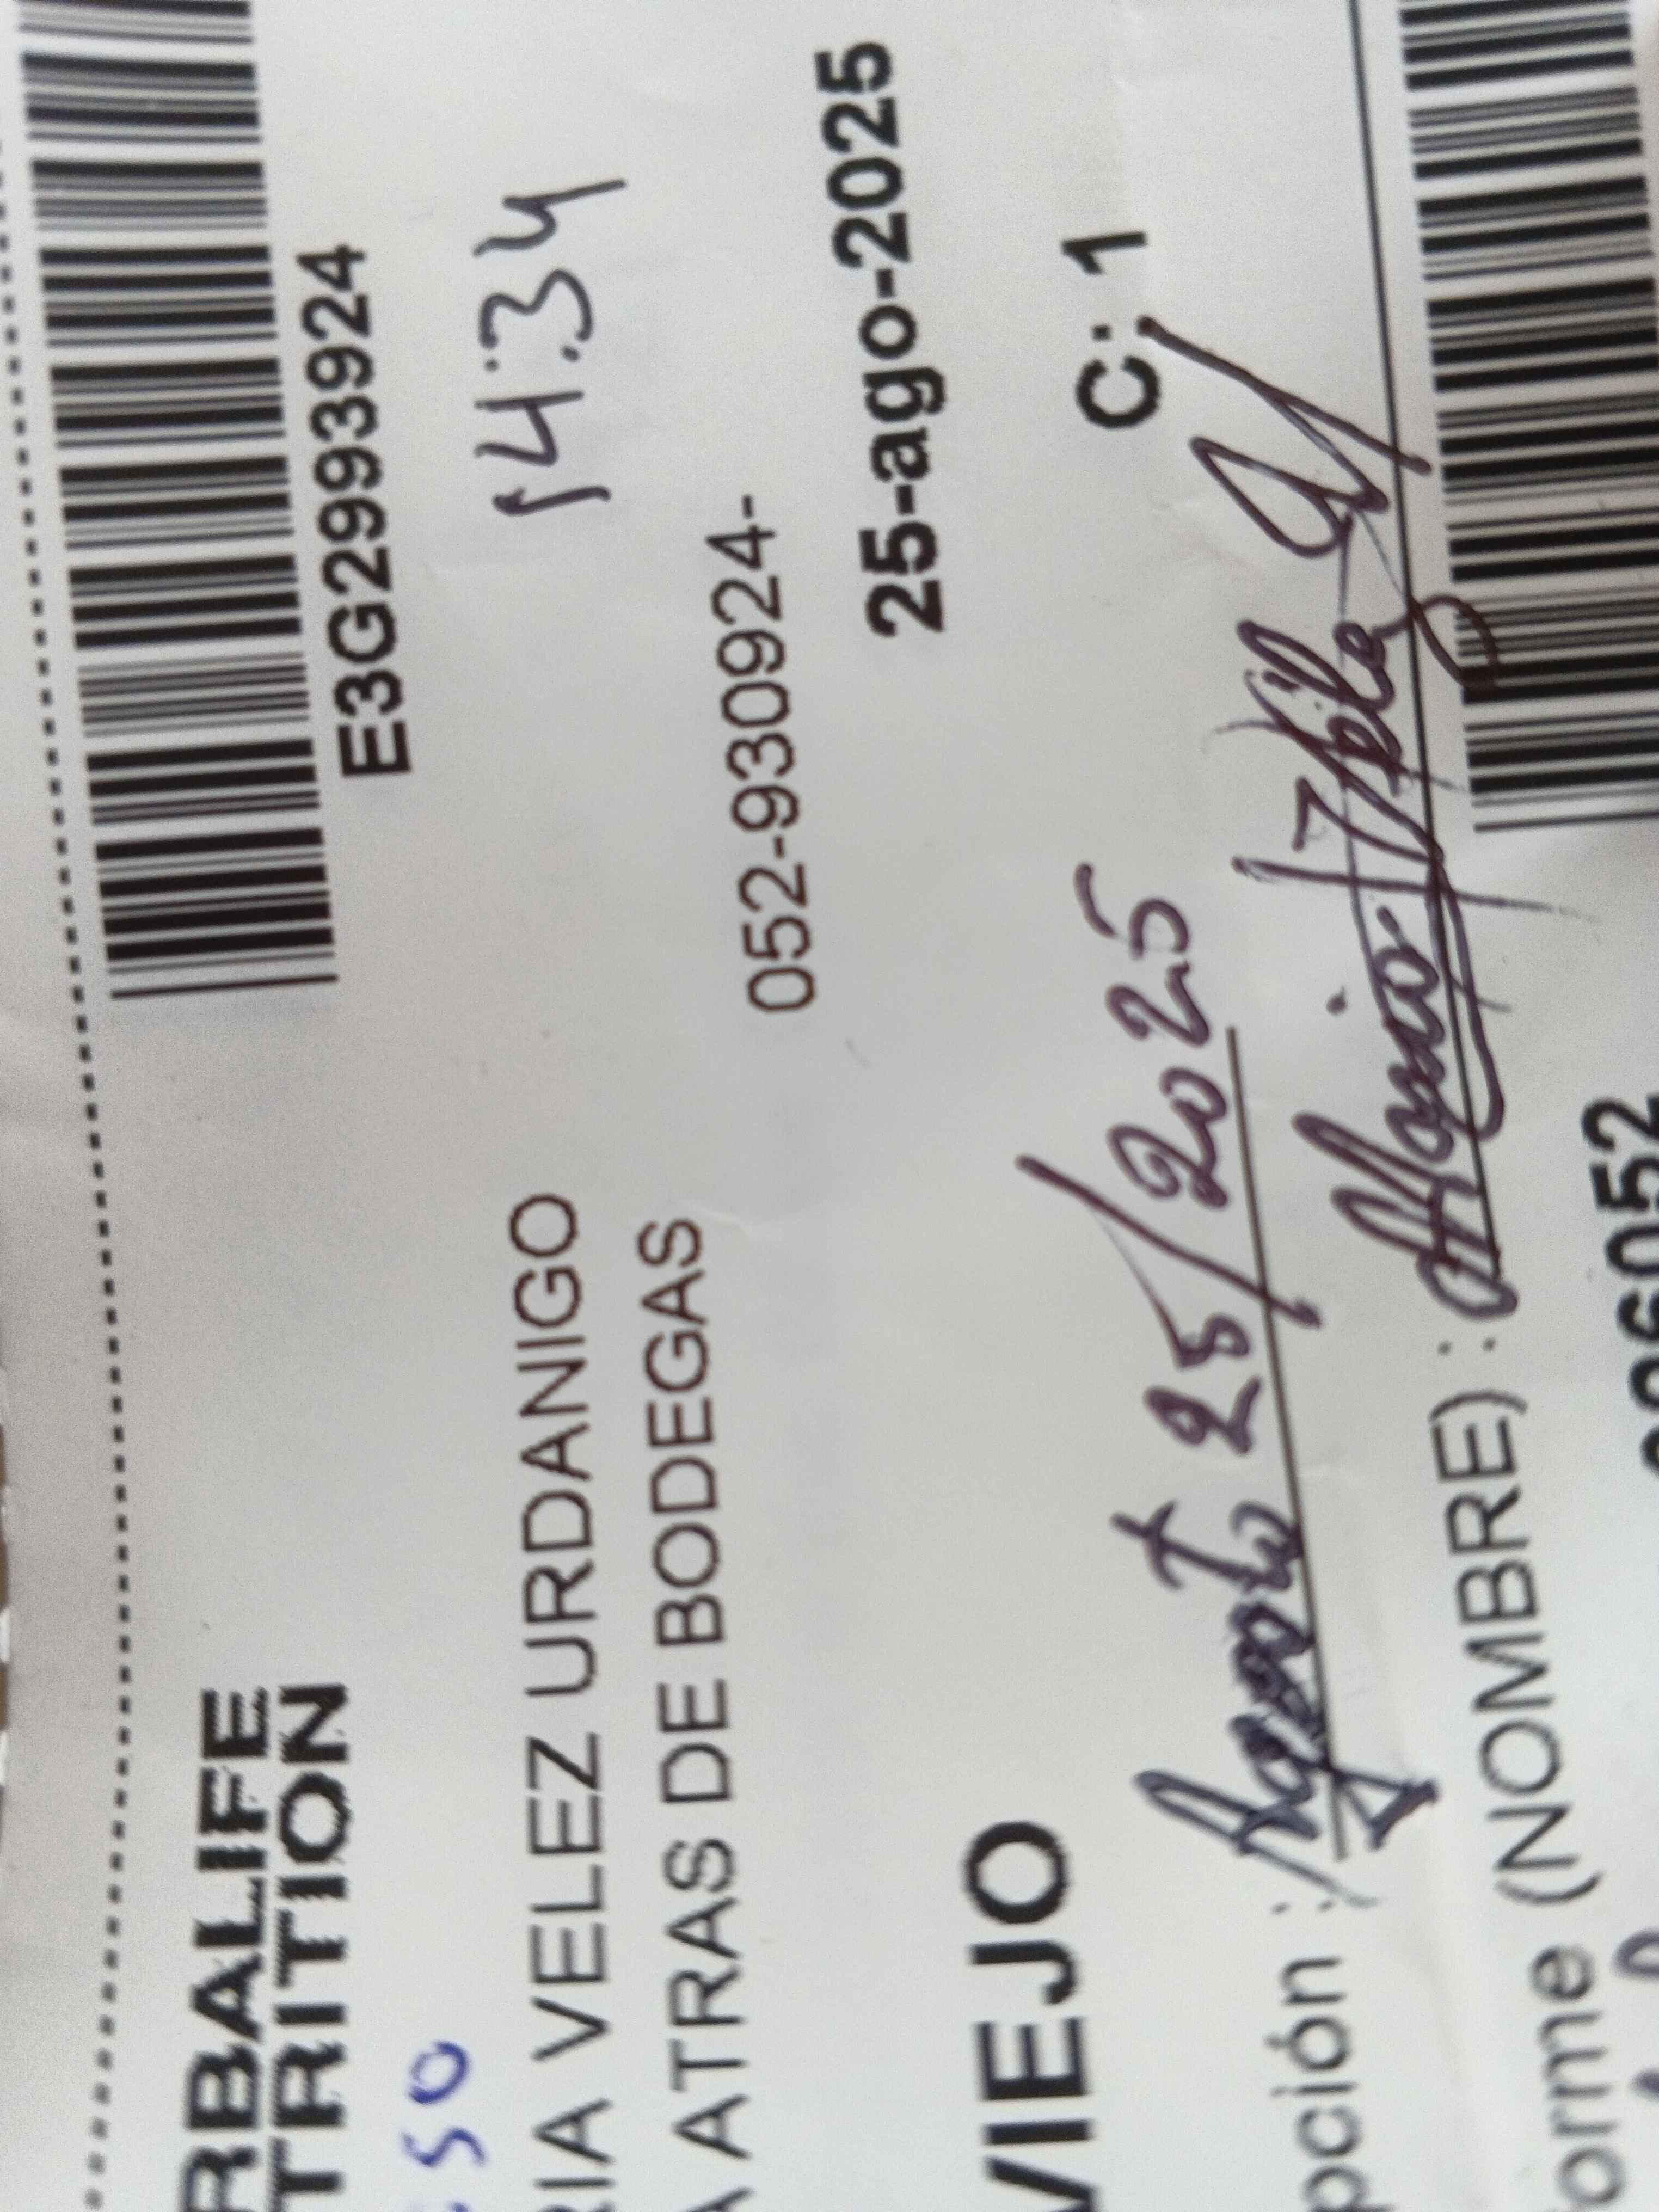 RBALIFE
TRITION
E3G2993924
50
14:34
RIA VELEZ URDANIGO
A ATRAS DE BODEGAS
052-930924-
25-ago-2025
VIEJO
C: 1
pción : Agosto 25/2025
orme (NOMBRE) :